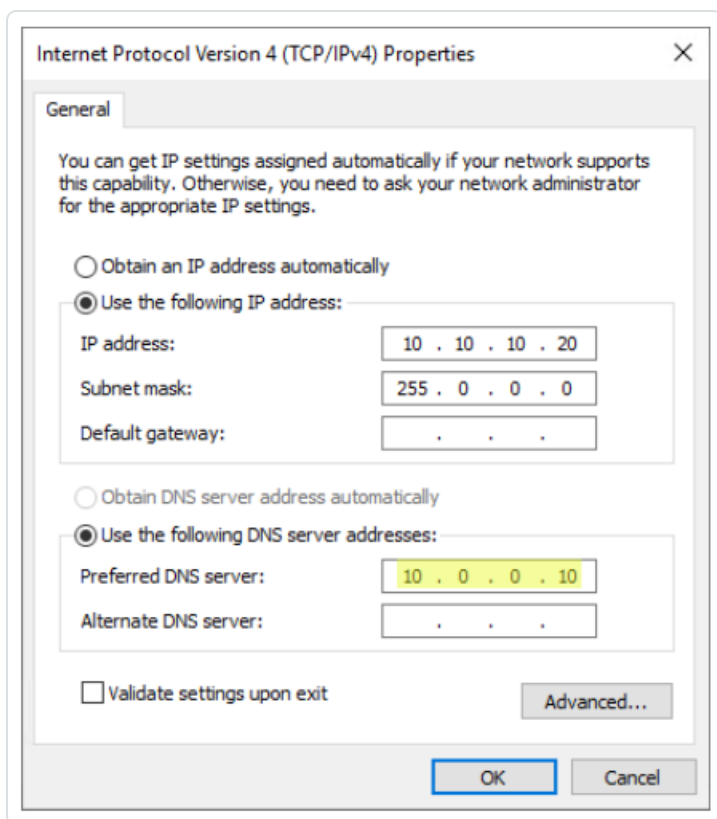 Internet Protocol Version 4 (TCP/IPv4) Properties
General
You can get IP settings assigned automatically if your network supports
this capability. Otherwise, you need to ask your network administrator
for the appropriate IP settings.
Obtain an IP address automatically
Use the following IP address:
IP address: 10 . 10 . 10 . 20
Subnet mask: 255 . 0 . 0 . 0
Default gateway: . . .
Obtain DNS server address automatically
Use the following DNS server addresses:
Preferred DNS server: 10 . 0 . 0 . 10
Alternate DNS server: . . .
Validate settings upon exit
Advanced...
OK Cancel